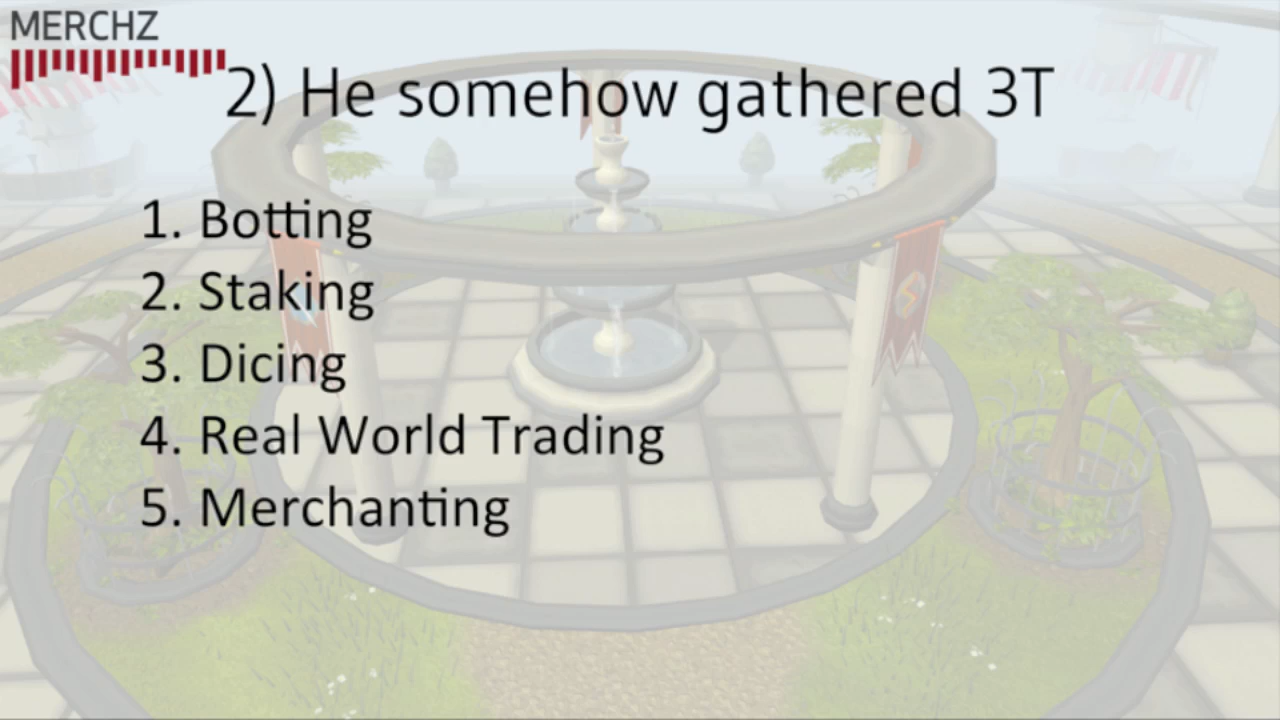 MERCHZ
2) He somehow gathered 3T
1. Botting
2. Staking
3. Dicing
4. Real World Trading
5. Merchanting